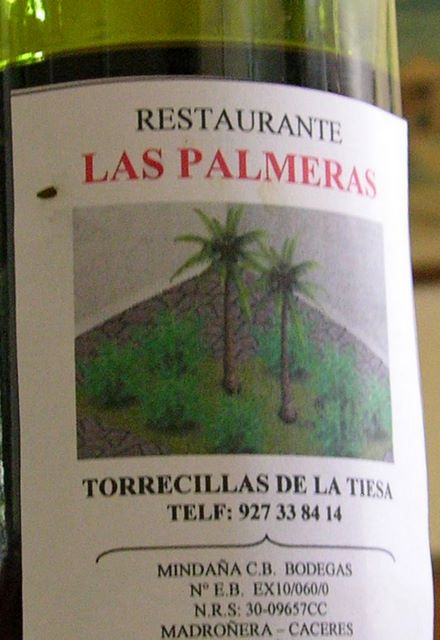 RESTAURANTE
LAS PALMERAS
TORRECILLAS DE LA TIESA
TELF: 927 33 84 14
MINDAÑA C.B. BODEGAS
Nº E.B. EX10/060/0
N.R.S: 30-09657CC
MADROÑERA – CACERES